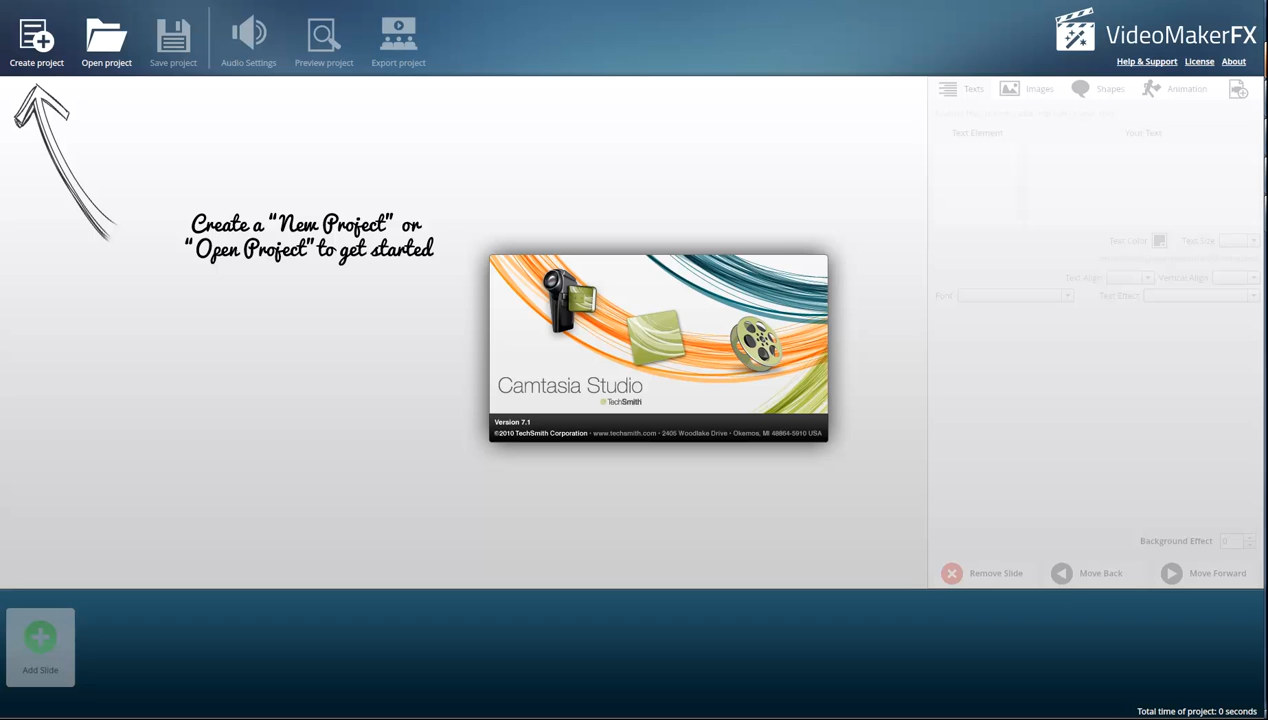 Create project
Open project
Save project
Audio Settings
Preview project
Export project
VideoMakerFX
Help & Support
License
About
Texts
Images
Shapes
Animation
Text Element
Your Text
Create a "New Project" or
"Open Project" to get started
Text Color
Text Size
Text Align
Vertical Align
Font
Text Effect
Camtasia Studio
TechSmith
Version 7.1
©2010 TechSmith Corporation · www.techsmith.com · 2405 Woodlake Drive · Okemos, MI 48864-5910 USA
Background Effect
0
Remove Slide
Move Back
Move Forward
Add Slide
Total time of project: 0 seconds